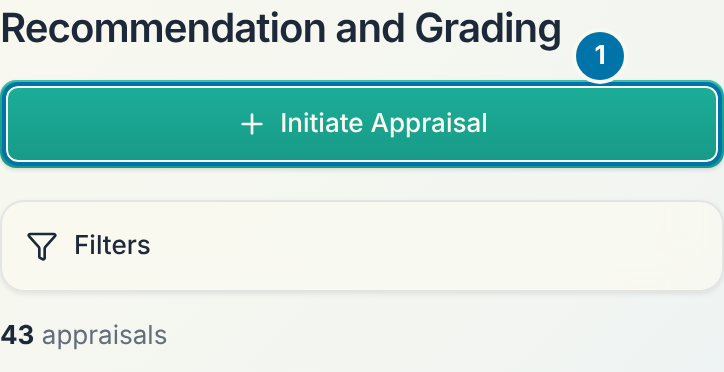 Recommendation and Grading
1
+ Initiate Appraisal
Filters
43 appraisals